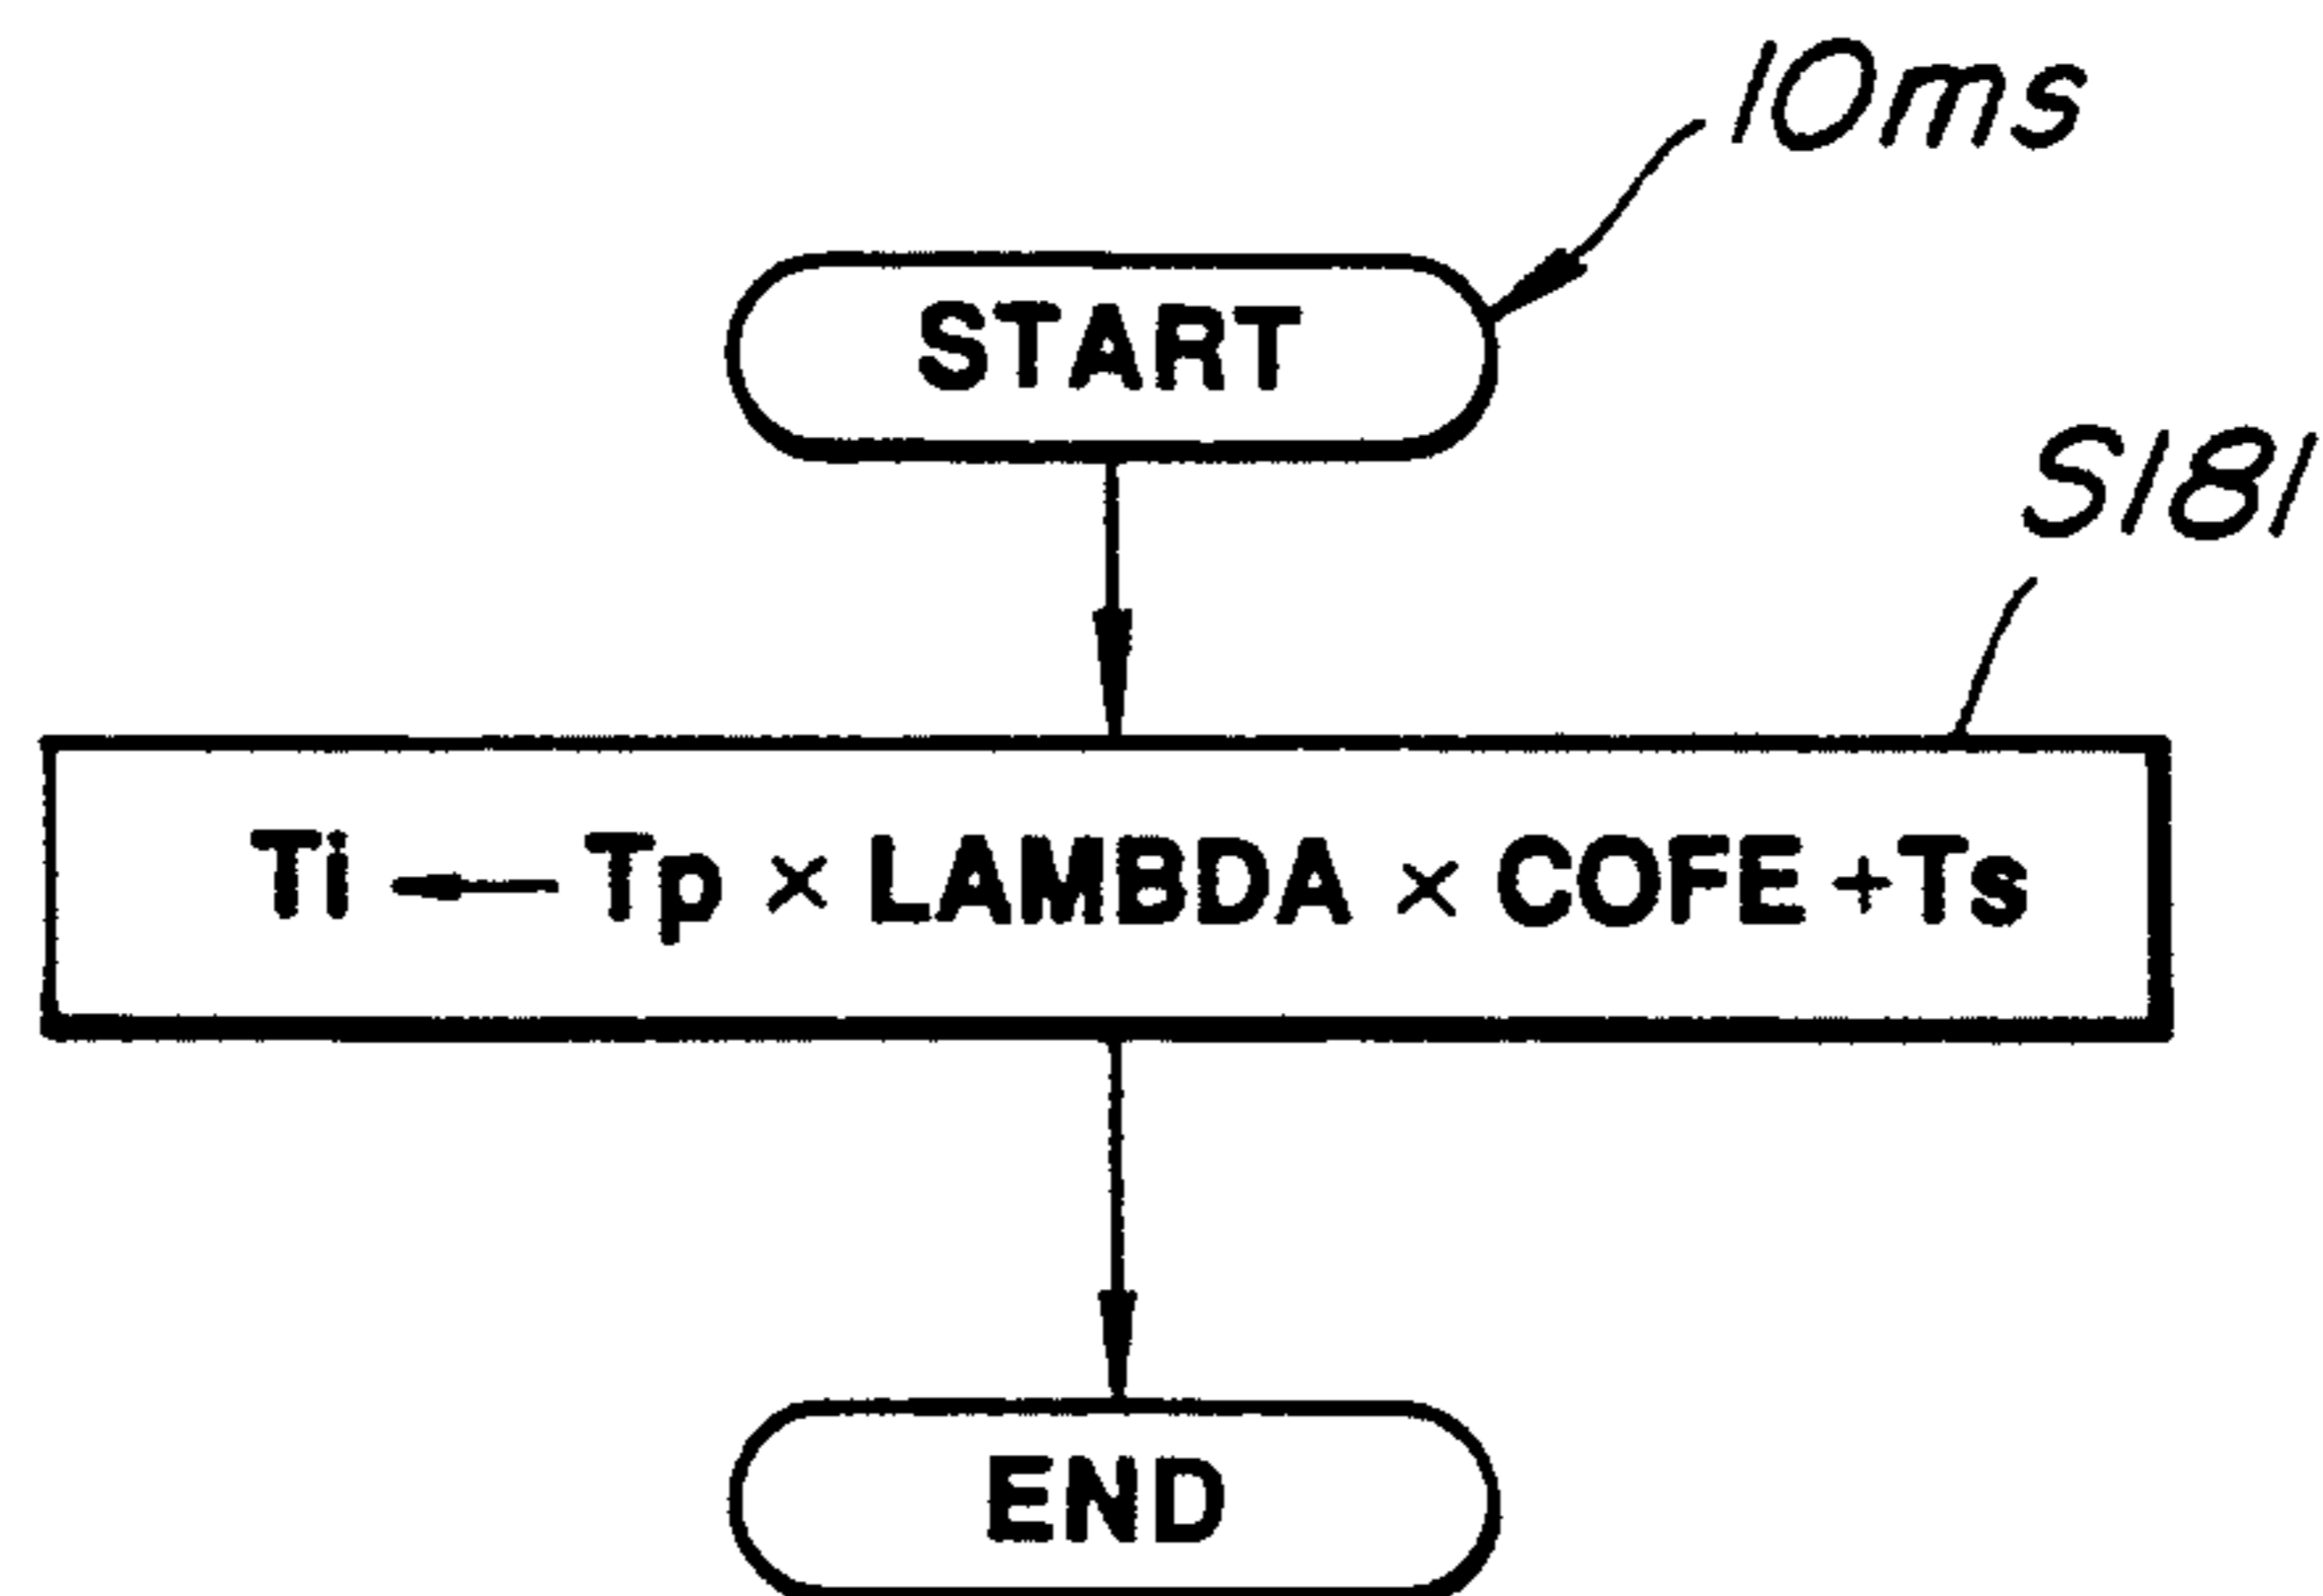 10ms
START
S181
Ti ← Tp × LAMBDA × COFE +Ts
END